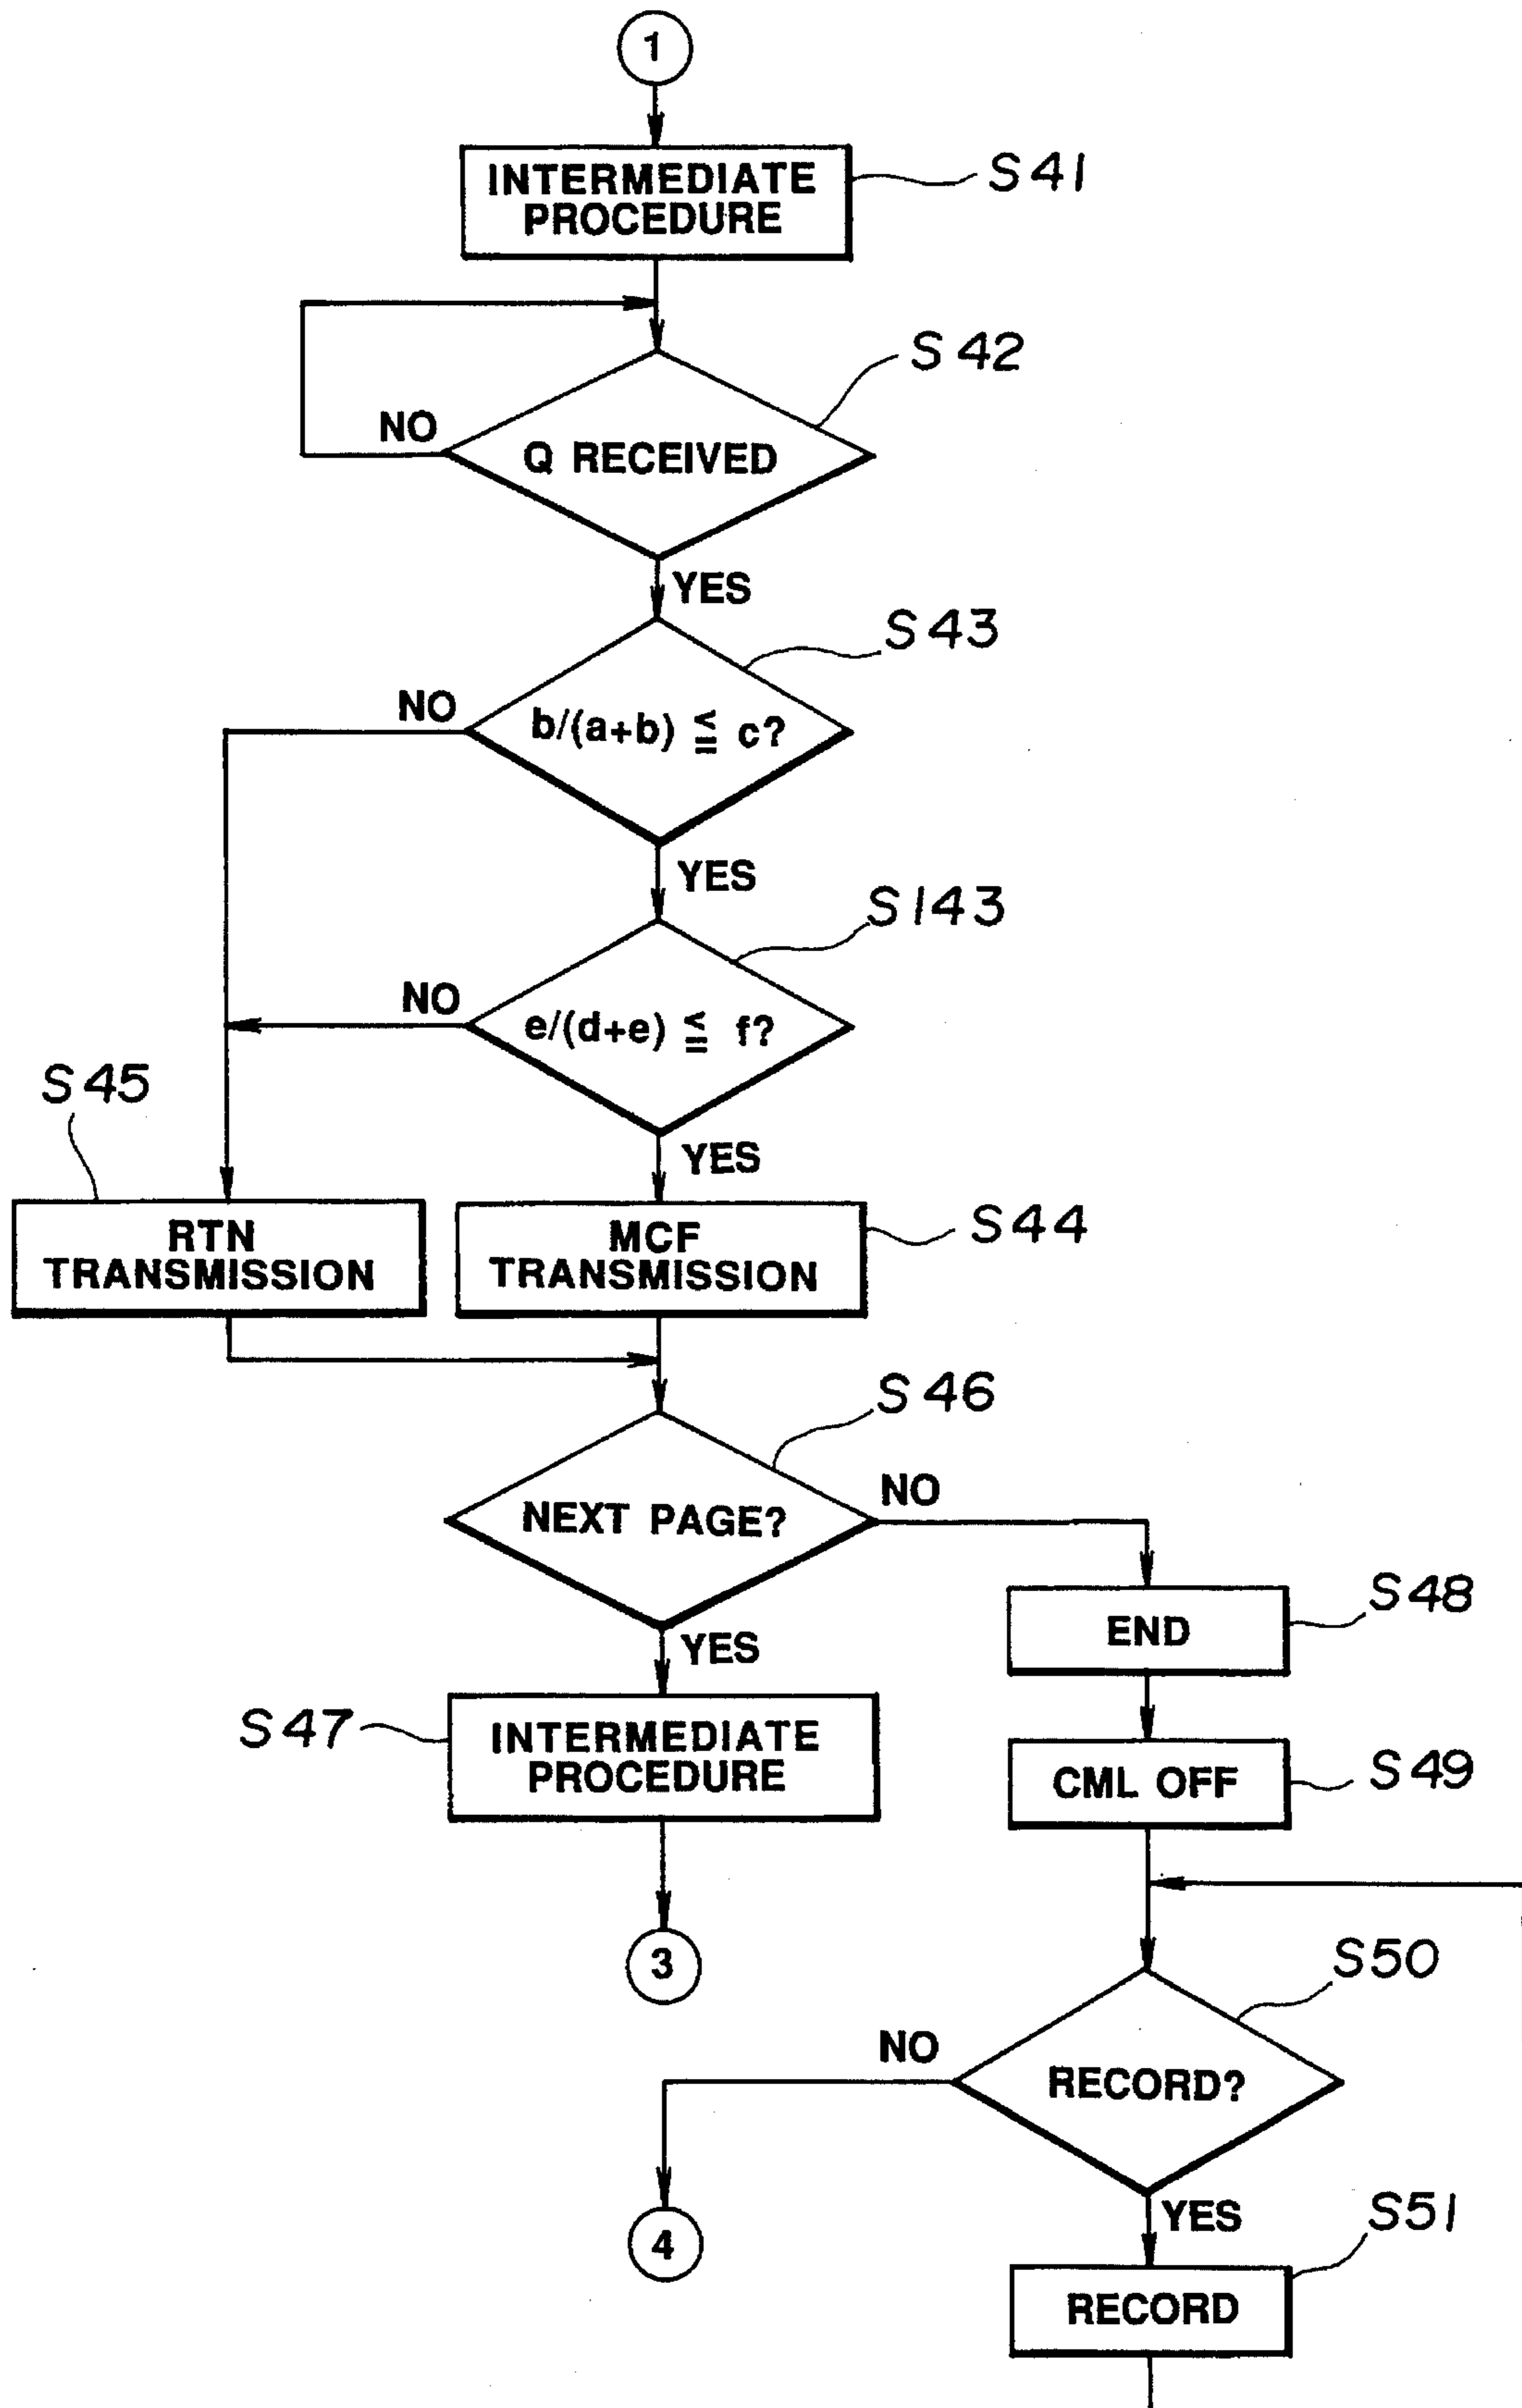 1
INTERMEDIATE
PROCEDURE
S41
S42
NO
Q RECEIVED
YES
S43
NO
b/(a+b) ≦ c?
YES
S143
NO
e/(d+e) ≦ f?
S45
YES
RTN
TRANSMISSION
MCF
TRANSMISSION
S44
S46
NO
NEXT PAGE?
S48
END
YES
S47
INTERMEDIATE
PROCEDURE
CML OFF
S49
3
S50
NO
RECORD?
YES
S51
4
RECORD